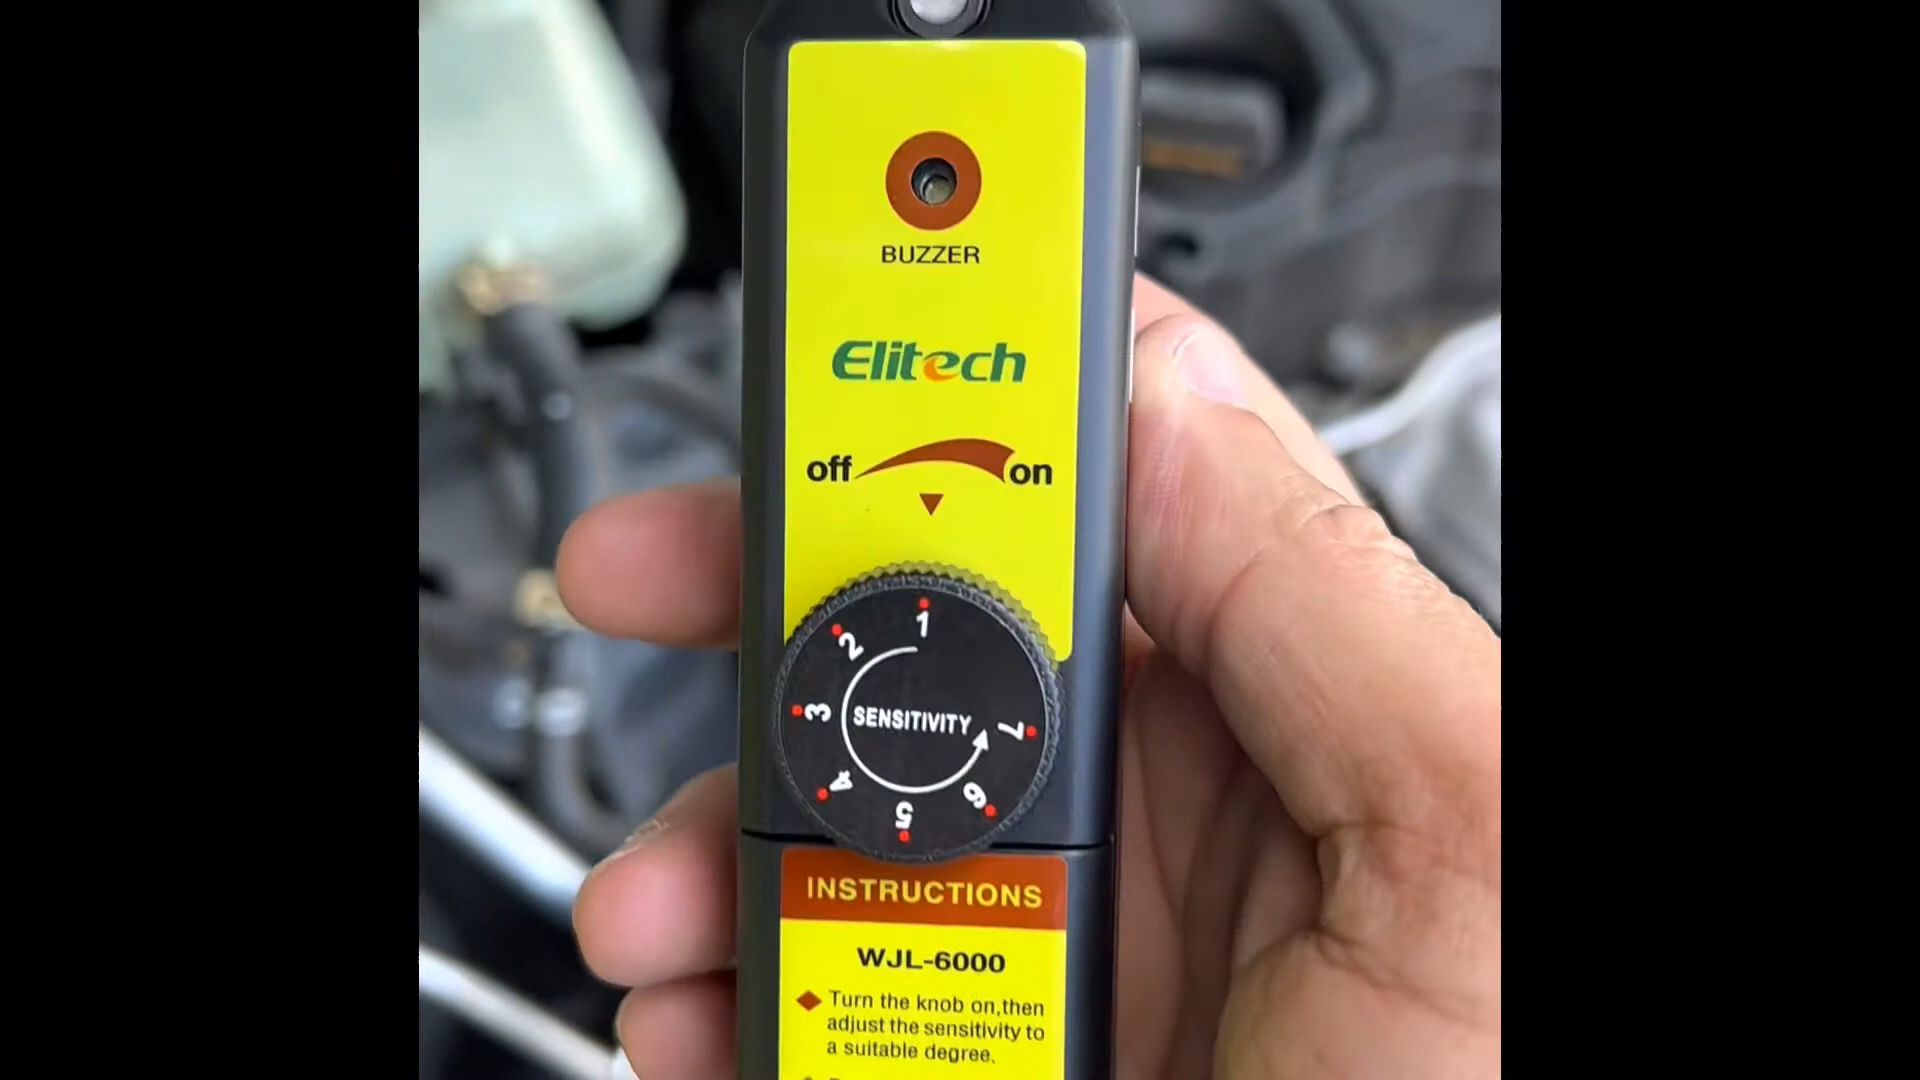 BUZZER
Elitech
off on
1
2
3
SENSITIVITY
7
4
6
5
INSTRUCTIONS
WJL-6000
Turn the knob on,then
adjust the sensitivity to
a suitable degree.